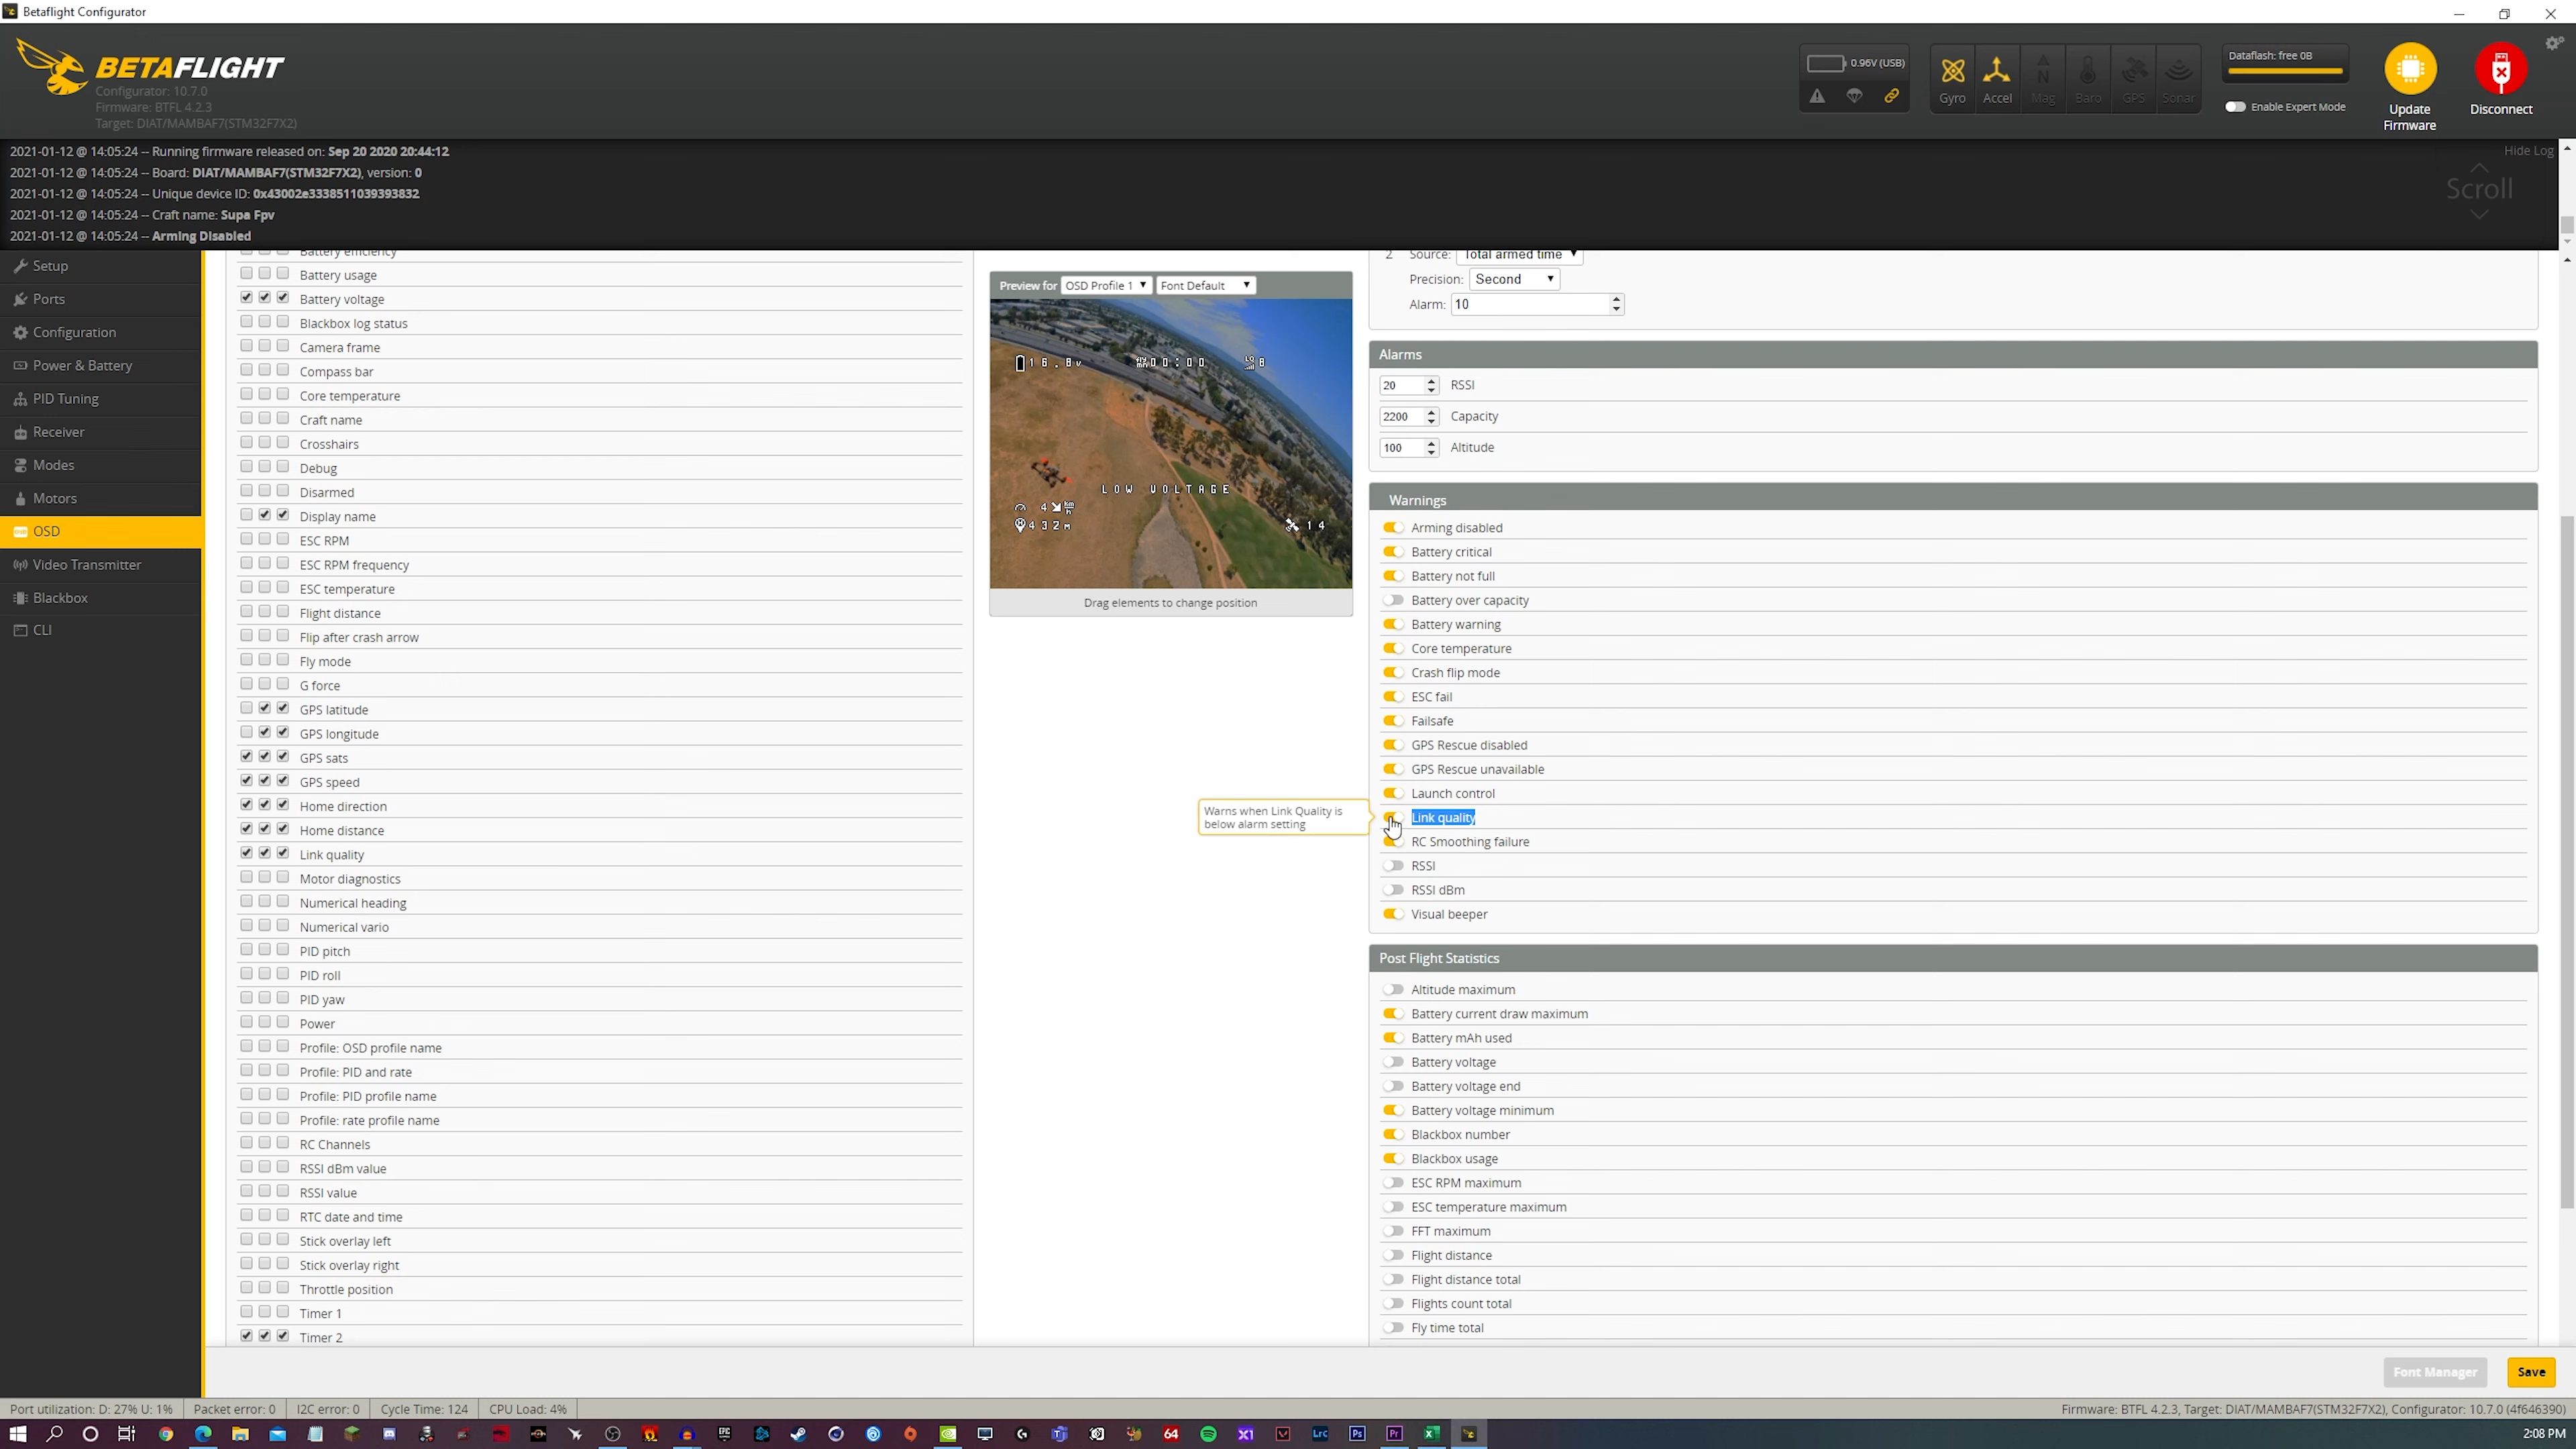 Betaflight Configurator
BETAFLIGHT
Configurator: 10.7.0
Firmware: BTFL 4.2.3
Target: DIAT/MAMBAF7(STM32F7X2)
0.96V (USB)
Gyro
Accel
Mag
Baro
GPS
Sonar
Dataflash: free 0B
Enable Expert Mode
Update
Firmware
Disconnect
2021-01-12 @ 14:05:24 -- Running firmware released on: Sep 20 2020 20:44:12
2021-01-12 @ 14:05:24 -- Board: DIAT/MAMBAF7(STM32F7X2), version: 0
2021-01-12 @ 14:05:24 -- Unique device ID: 0x43002e3338511039393832
2021-01-12 @ 14:05:24 -- Craft name: Supa Fpv
2021-01-12 @ 14:05:24 -- Arming Disabled
Hide Log
Scroll
Setup
Ports
Configuration
Power & Battery
PID Tuning
Receiver
Modes
Motors
OSD
Video Transmitter
Blackbox
CLI
Battery efficiency
Battery usage
Battery voltage
Blackbox log status
Camera frame
Compass bar
Core temperature
Craft name
Crosshairs
Debug
Disarmed
Display name
ESC RPM
ESC RPM frequency
ESC temperature
Flight distance
Flip after crash arrow
Fly mode
G force
GPS latitude
GPS longitude
GPS sats
GPS speed
Home direction
Home distance
Link quality
Motor diagnostics
Numerical heading
Numerical vario
PID pitch
PID roll
PID yaw
Power
Profile: OSD profile name
Profile: PID and rate
Profile: PID profile name
Profile: rate profile name
RC Channels
RSSI dBm value
RSSI value
RTC date and time
Stick overlay left
Stick overlay right
Throttle position
Timer 1
Timer 2
Preview for OSD Profile 1 Font Default
16.8v 00:00 LQ 8
LOW VOLTAGE
4 km/h
432m 14
Drag elements to change position
2 Source: Total armed time
Precision: Second
Alarm: 10
Alarms
20 RSSI
2200 Capacity
100 Altitude
Warnings
Arming disabled
Battery critical
Battery not full
Battery over capacity
Battery warning
Core temperature
Crash flip mode
ESC fail
Failsafe
GPS Rescue disabled
GPS Rescue unavailable
Launch control
Warns when Link Quality is
below alarm setting
Link quality
RC Smoothing failure
RSSI
RSSI dBm
Visual beeper
Post Flight Statistics
Altitude maximum
Battery current draw maximum
Battery mAh used
Battery voltage
Battery voltage end
Battery voltage minimum
Blackbox number
Blackbox usage
ESC RPM maximum
ESC temperature maximum
FFT maximum
Flight distance
Flight distance total
Flights count total
Fly time total
Font Manager
Save
Port utilization: D: 27% U: 1% Packet error: 0 I2C error: 0 Cycle Time: 124 CPU Load: 4%
Firmware: BTFL 4.2.3, Target: DIAT/MAMBAF7(STM32F7X2), Configurator: 10.7.0 (4f646390)
EPIC
64
X1
LrC
Ps
Pr
2:08 PM